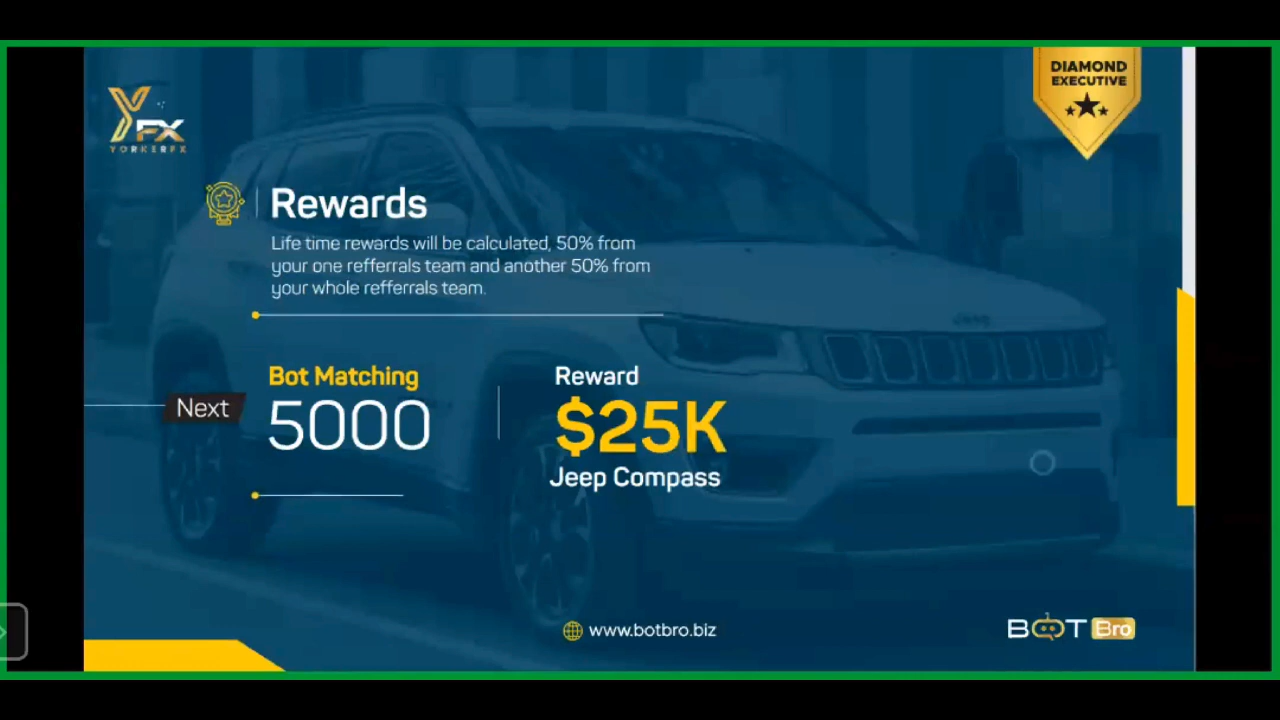 DIAMOND
EXECUTIVE
YFX
YORKERFX
Rewards
Life time rewards will be calculated, 50% from
your one refferrals team and another 50% from
your whole refferrals team.
Bot Matching
Next
5000
Reward
$25K
Jeep Compass
www.botbro.biz
BOT Bro